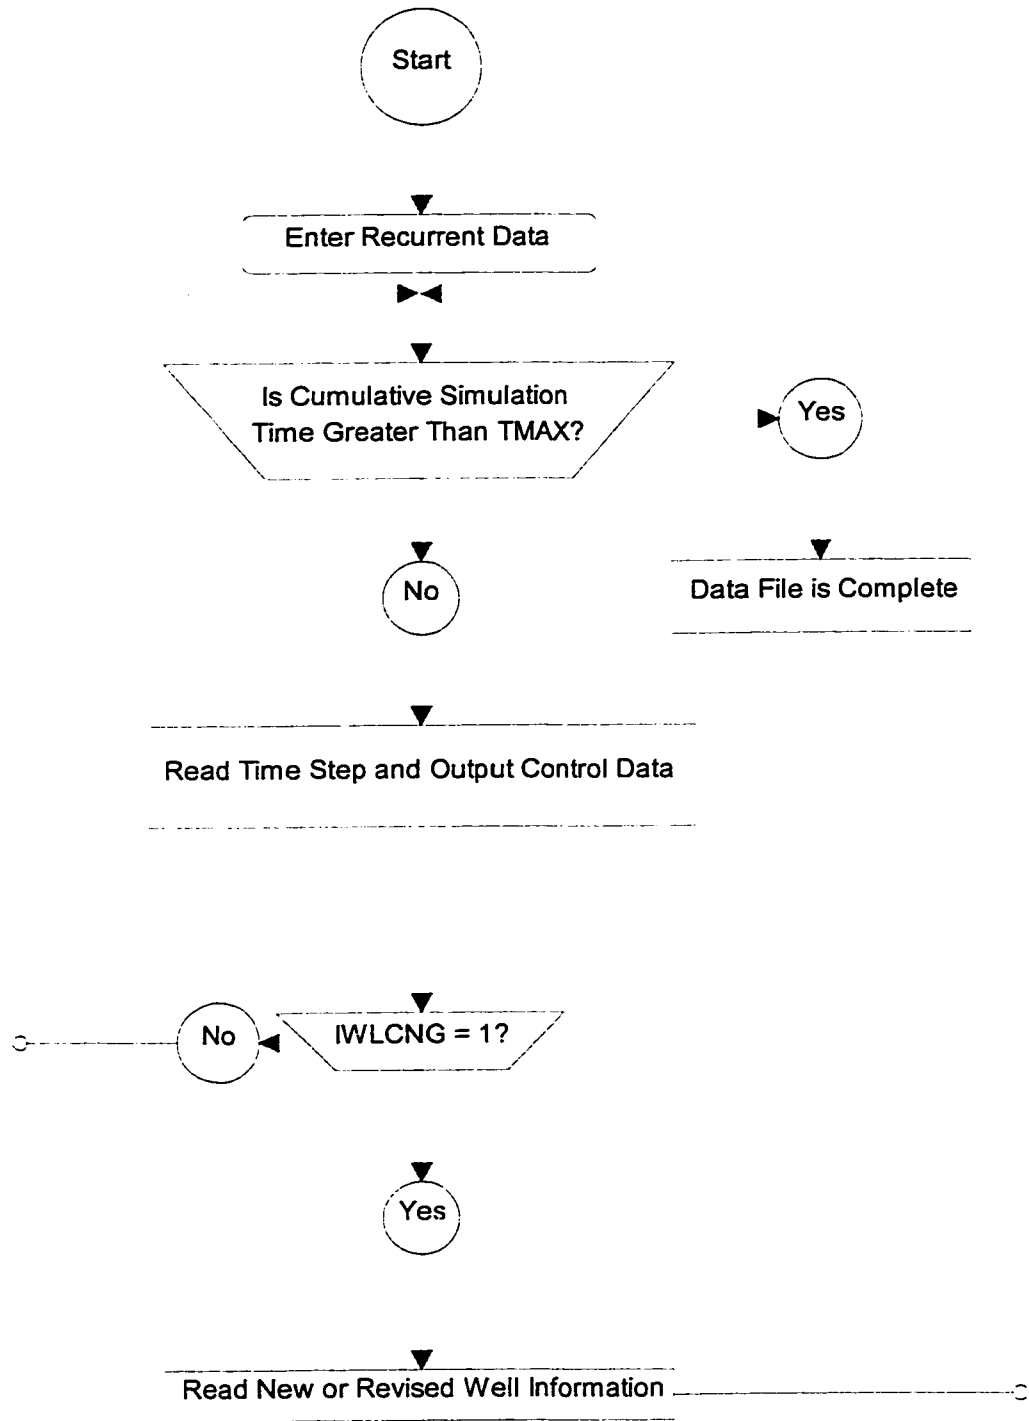 Start
Enter Recurrent Data
Is Cumulative Simulation
Time Greater Than TMAX?
Yes
No
Data File is Complete
Read Time Step and Output Control Data
No
IWLCNG = 1?
Yes
Read New or Revised Well Information